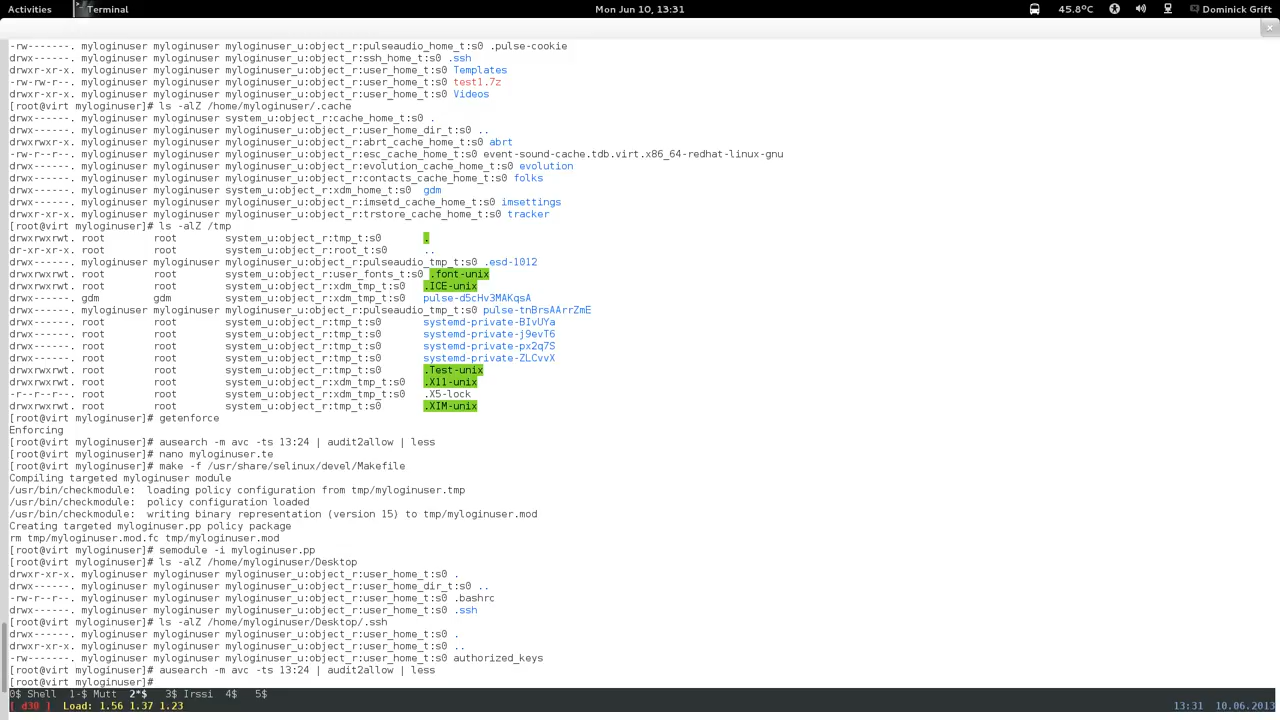 Activities Terminal Mon Jun 10, 13:31 45.8°C Dominick Grift
-rw-------. myloginuser myloginuser myloginuser_u:object_r:pulseaudio_home_t:s0 .pulse-cookie
drwx------. myloginuser myloginuser myloginuser_u:object_r:ssh_home_t:s0 .ssh
drwxr-xr-x. myloginuser myloginuser myloginuser_u:object_r:user_home_t:s0 Templates
-rw-rw-r--. myloginuser myloginuser myloginuser_u:object_r:user_home_t:s0 test1.7z
drwxr-xr-x. myloginuser myloginuser myloginuser_u:object_r:user_home_t:s0 Videos
[root@virt myloginuser]# ls -alZ /home/myloginuser/.cache
drwx------. myloginuser myloginuser system_u:object_r:cache_home_t:s0 .
drwx------. myloginuser myloginuser myloginuser_u:object_r:user_home_dir_t:s0 ..
drwxrwxr-x. myloginuser myloginuser myloginuser_u:object_r:abrt_cache_home_t:s0 abrt
-rw-r--r--. myloginuser myloginuser myloginuser_u:object_r:esc_cache_home_t:s0 event-sound-cache.tdb.virt.x86_64-redhat-linux-gnu
drwx------. myloginuser myloginuser myloginuser_u:object_r:evolution_cache_home_t:s0 evolution
drwx------. myloginuser myloginuser myloginuser_u:object_r:contacts_cache_home_t:s0 folks
drwx------. myloginuser myloginuser system_u:object_r:xdm_home_t:s0 gdm
drwx------. myloginuser myloginuser myloginuser_u:object_r:imsetd_cache_home_t:s0 imsettings
drwxr-xr-x. myloginuser myloginuser myloginuser_u:object_r:trstore_cache_home_t:s0 tracker
[root@virt myloginuser]# ls -alZ /tmp
drwxrwxrwt. root root system_u:object_r:tmp_t:s0 .
dr-xr-xr-x. root root system_u:object_r:root_t:s0 ..
drwx------. myloginuser myloginuser myloginuser_u:object_r:pulseaudio_tmp_t:s0 .esd-1012
drwxrwxrwt. root root system_u:object_r:user_fonts_t:s0 .font-unix
drwxrwxrwt. root root system_u:object_r:xdm_tmp_t:s0 .ICE-unix
drwx------. gdm gdm system_u:object_r:xdm_tmp_t:s0 pulse-d5cHv3MAKqsA
drwx------. myloginuser myloginuser myloginuser_u:object_r:pulseaudio_tmp_t:s0 pulse-tnBrsAArrZmE
drwx------. root root system_u:object_r:tmp_t:s0 systemd-private-BIvUYa
drwx------. root root system_u:object_r:tmp_t:s0 systemd-private-j9evT6
drwx------. root root system_u:object_r:tmp_t:s0 systemd-private-px2q7S
drwx------. root root system_u:object_r:tmp_t:s0 systemd-private-ZLCvvX
drwxrwxrwt. root root system_u:object_r:tmp_t:s0 .Test-unix
drwxrwxrwt. root root system_u:object_r:xdm_tmp_t:s0 .X11-unix
-r--r--r--. root root system_u:object_r:xdm_tmp_t:s0 .X5-lock
drwxrwxrwt. root root system_u:object_r:tmp_t:s0 .XIM-unix
[root@virt myloginuser]# getenforce
Enforcing
[root@virt myloginuser]# ausearch -m avc -ts 13:24 | audit2allow | less
[root@virt myloginuser]# nano myloginuser.te
[root@virt myloginuser]# make -f /usr/share/selinux/devel/Makefile
Compiling targeted myloginuser module
/usr/bin/checkmodule: loading policy configuration from tmp/myloginuser.tmp
/usr/bin/checkmodule: policy configuration loaded
/usr/bin/checkmodule: writing binary representation (version 15) to tmp/myloginuser.mod
Creating targeted myloginuser.pp policy package
rm tmp/myloginuser.mod.fc tmp/myloginuser.mod
[root@virt myloginuser]# semodule -i myloginuser.pp
[root@virt myloginuser]# ls -alZ /home/myloginuser/Desktop
drwxr-xr-x. myloginuser myloginuser myloginuser_u:object_r:user_home_t:s0 .
drwx------. myloginuser myloginuser myloginuser_u:object_r:user_home_dir_t:s0 ..
-rw-r--r--. myloginuser myloginuser myloginuser_u:object_r:user_home_t:s0 .bashrc
drwx------. myloginuser myloginuser myloginuser_u:object_r:user_home_t:s0 .ssh
[root@virt myloginuser]# ls -alZ /home/myloginuser/Desktop/.ssh
drwx------. myloginuser myloginuser myloginuser_u:object_r:user_home_t:s0 .
drwxr-xr-x. myloginuser myloginuser myloginuser_u:object_r:user_home_t:s0 ..
-rw-------. myloginuser myloginuser myloginuser_u:object_r:user_home_t:s0 authorized_keys
[root@virt myloginuser]# ausearch -m avc -ts 13:24 | audit2allow | less
[root@virt myloginuser]#
0$ Shell 1-$ Mutt 2*$ 3$ Irssi 4$ 5$
[ d30 ] Load: 1.56 1.37 1.23 13:31 10.06.2013